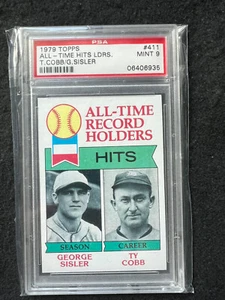 PSA
1979 TOPPS #411
ALL - TIME HITS LDRS. MINT 9
T.COBB/G.SISLER 06406935
ALL-TIME
RECORD
HOLDERS
HITS
SEASON CAREER
GEORGE TY
SISLER COBB